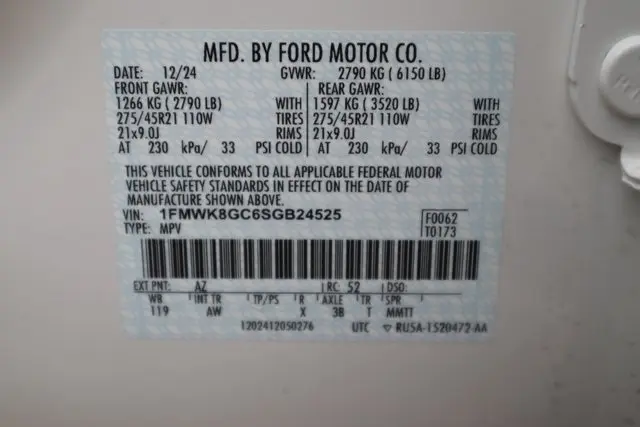 MFD. BY FORD MOTOR CO.
DATE: 12/24 GVWR: 2790 KG ( 6150 LB)
FRONT GAWR: REAR GAWR:
1266 KG ( 2790 LB) WITH 1597 KG ( 3520 LB) WITH
275/45R21 110W TIRES 275/45R21 110W TIRES
21x9.0J RIMS 21x9.0J RIMS
AT 230 kPa/ 33 PSI COLD AT 230 kPa/ 33 PSI COLD
THIS VEHICLE CONFORMS TO ALL APPLICABLE FEDERAL MOTOR
VEHICLE SAFETY STANDARDS IN EFFECT ON THE DATE OF
MANUFACTURE SHOWN ABOVE.
VIN: 1FMWK8GC6SGB24525 F0062
TYPE: MPV T0173
EXT PNT: AZ RC: 52 DSO:
WB INT TR TP/PS R AXLE TR SPR
119 AW X 3B T MMTT
1202412050276 UTC ▽ RU5A-1520472-AA